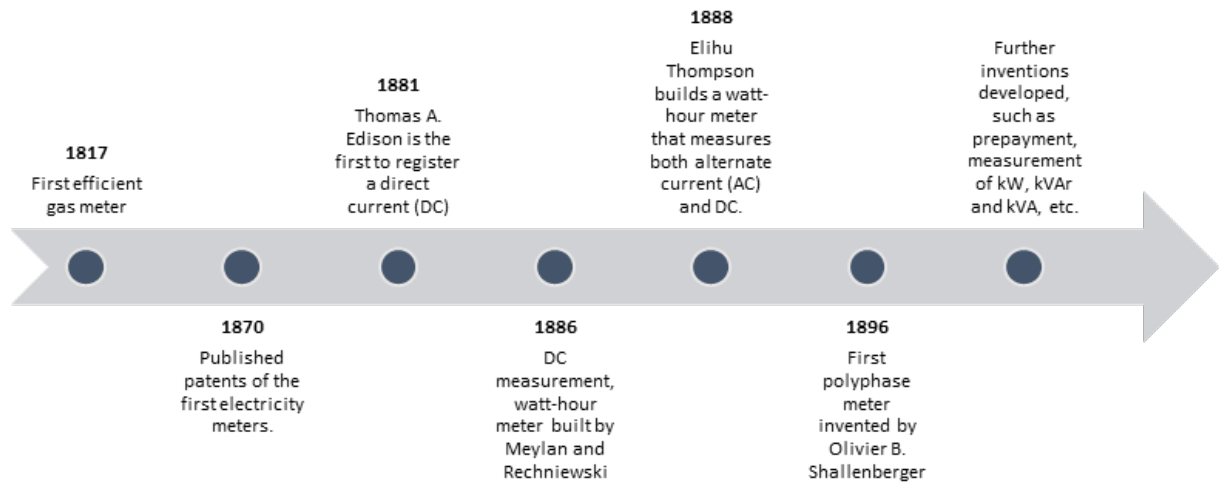 1817
First efficient
gas meter
1870
Published
patents of the
first electricity
meters.
1881
Thomas A.
Edison is the
first to register
a direct
current (DC)
1886
DC
measurement,
watt-hour
meter built by
Meylan and
Rechniewski
1888
Elihu
Thompson
builds a watt-
hour meter
that measures
both alternate
current (AC)
and DC.
1896
First
polyphase
meter
invented by
Olivier B.
Shallenberger
Further
inventions
developed,
such as
prepayment,
measurement
of kW, kVAr
and kVA, etc.